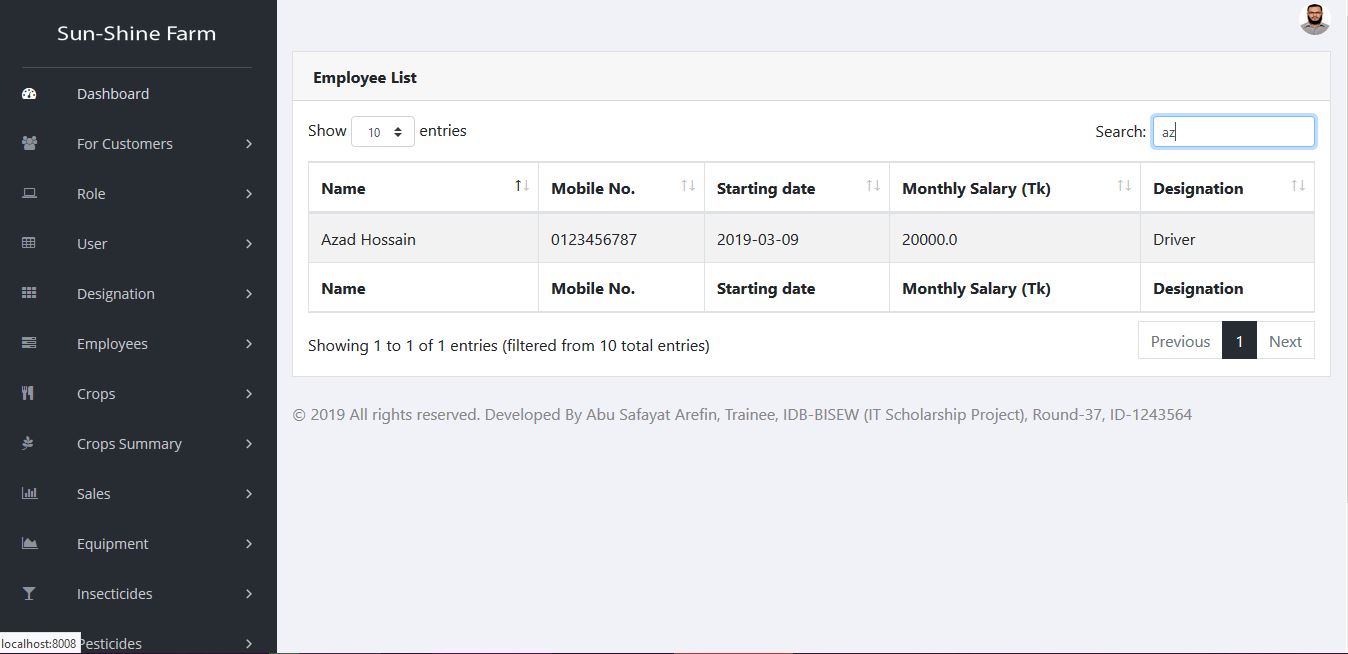 Sun-Shine Farm
Dashboard
For Customers
Role
User
Designation
Employees
Crops
Crops Summary
Sales
Equipment
Insecticides
Pesticides
localhost:8008
Employee List
Show 10 entries
Search: az
Name Mobile No. Starting date Monthly Salary (Tk) Designation
Azad Hossain 0123456787 2019-03-09 20000.0 Driver
Name Mobile No. Starting date Monthly Salary (Tk) Designation
Showing 1 to 1 of 1 entries (filtered from 10 total entries)
Previous 1 Next
© 2019 All rights reserved. Developed By Abu Safayat Arefin, Trainee, IDB-BISEW (IT Scholarship Project), Round-37, ID-1243564